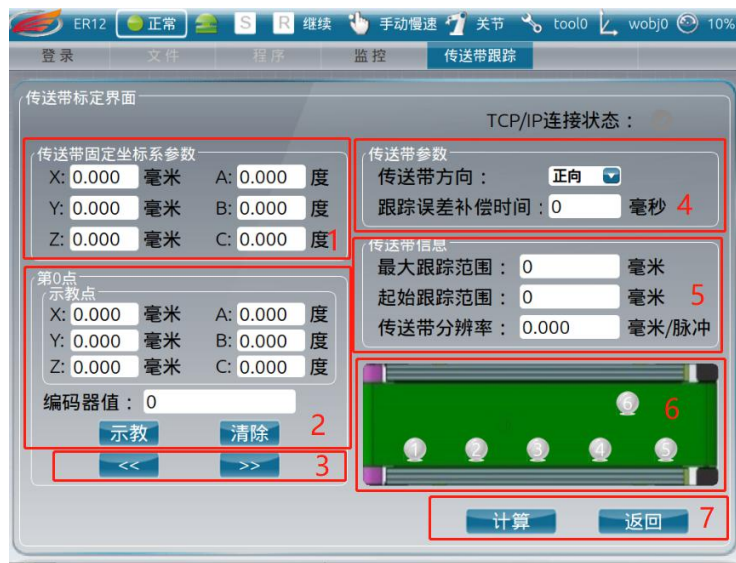 ER12 正常 S R 继续 手动慢速 关节 tool0 wobj0 10%
登录 文件 程序 监控 传送带跟踪
传送带标定界面
TCP/IP连接状态：
传送带固定坐标系参数
X: 0.000 毫米 A: 0.000 度
Y: 0.000 毫米 B: 0.000 度
Z: 0.000 毫米 C: 0.000 度 1
第0点
示教点
X: 0.000 毫米 A: 0.000 度
Y: 0.000 毫米 B: 0.000 度
Z: 0.000 毫米 C: 0.000 度
编码器值：0
示教 清除 2
<< >> 3
传送带参数
传送带方向： 正向
跟踪误差补偿时间：0 毫秒 4
传送带信息
最大跟踪范围：0 毫米
起始跟踪范围：0 毫米 5
传送带分辨率：0.000 毫米/脉冲
6 6
1 2 3 4 5
计算 返回 7